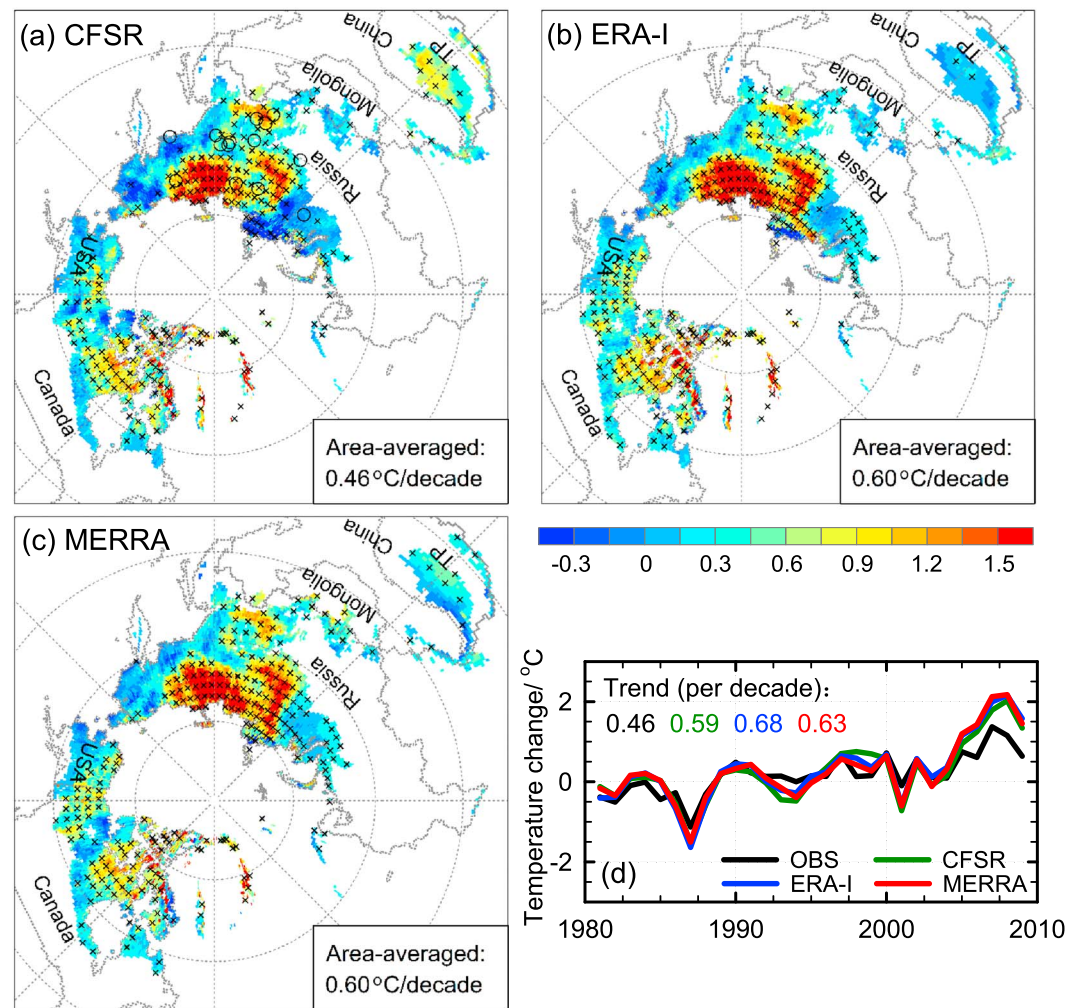 (a) CFSR
China
TP
Mongolia
Russia
USA
Canada
Area-averaged:
0.46°C/decade
(b) ERA-I
China
TP
Mongolia
Russia
USA
Canada
Area-averaged:
0.60°C/decade
(c) MERRA
China
TP
Mongolia
Russia
USA
Canada
Area-averaged:
0.60°C/decade
-0.3 0 0.3 0.6 0.9 1.2 1.5
Temperature change/ °C
2
0
-2
Trend (per decade):
0.46 0.59 0.68 0.63
OBS CFSR
ERA-I MERRA
(d)
1980 1990 2000 2010